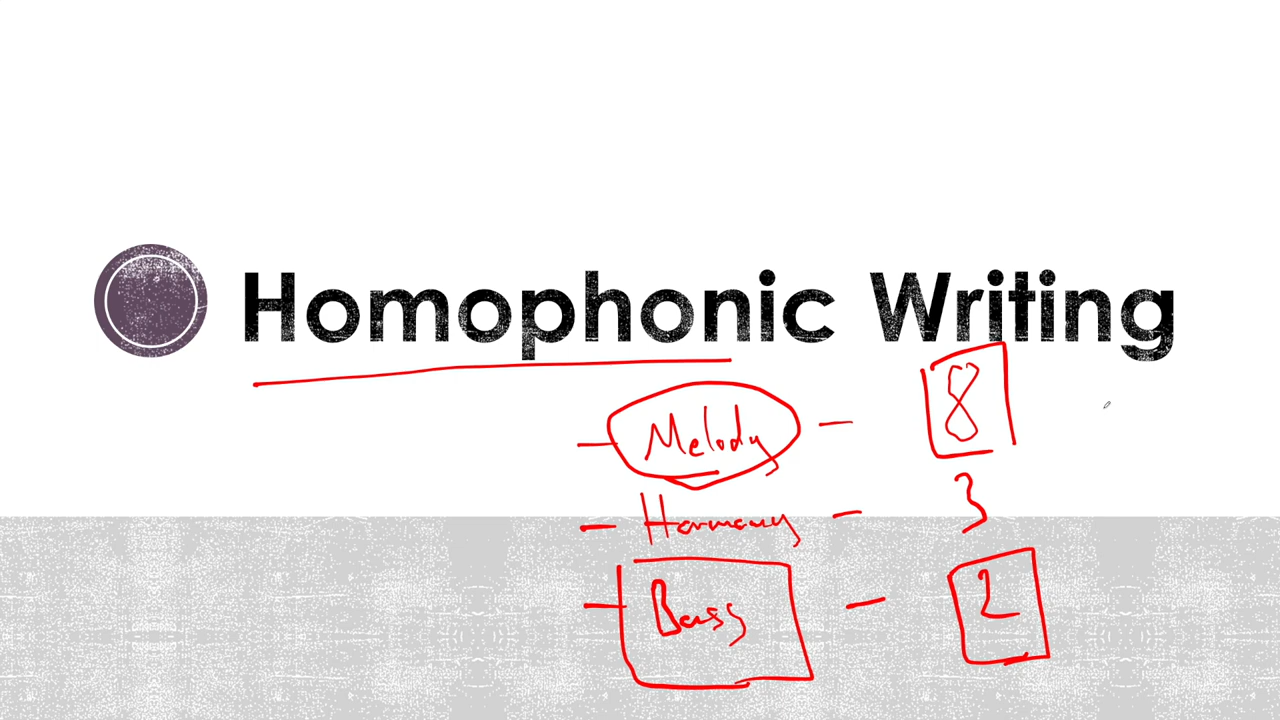 Homophonic Writing
- Melody - 8
- Harmony - 3
- Bass - 2